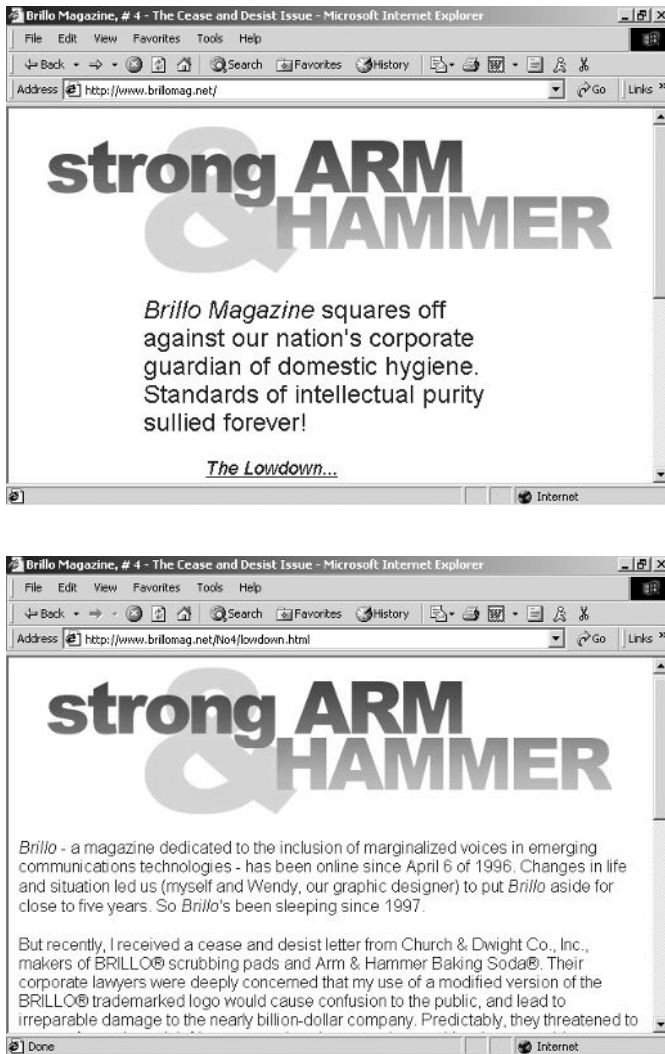 Brillo Magazine, # 4 - The Cease and Desist Issue - Microsoft Internet Explorer
File Edit View Favorites Tools Help
Back Search Favorites History
Address http://www.brillomag.net/ Go Links »
strong ARM
& HAMMER
Brillo Magazine squares off
against our nation's corporate
guardian of domestic hygiene.
Standards of intellectual purity
sullied forever!
The Lowdown...
Internet
Brillo Magazine, # 4 - The Cease and Desist Issue - Microsoft Internet Explorer
File Edit View Favorites Tools Help
Back Search Favorites History
Address http://www.brillomag.net/No4/lowdown.html Go Links »
strong ARM
& HAMMER
Brillo - a magazine dedicated to the inclusion of marginalized voices in emerging
communications technologies - has been online since April 6 of 1996. Changes in life
and situation led us (myself and Wendy, our graphic designer) to put Brillo aside for
close to five years. So Brillo's been sleeping since 1997.
But recently, I received a cease and desist letter from Church & Dwight Co., Inc.,
makers of BRILLO® scrubbing pads and Arm & Hammer Baking Soda®. Their
corporate lawyers were deeply concerned that my use of a modified version of the
BRILLO® trademarked logo would cause confusion to the public, and lead to
irreparable damage to the nearly billion-dollar company. Predictably, they threatened to
Done Internet